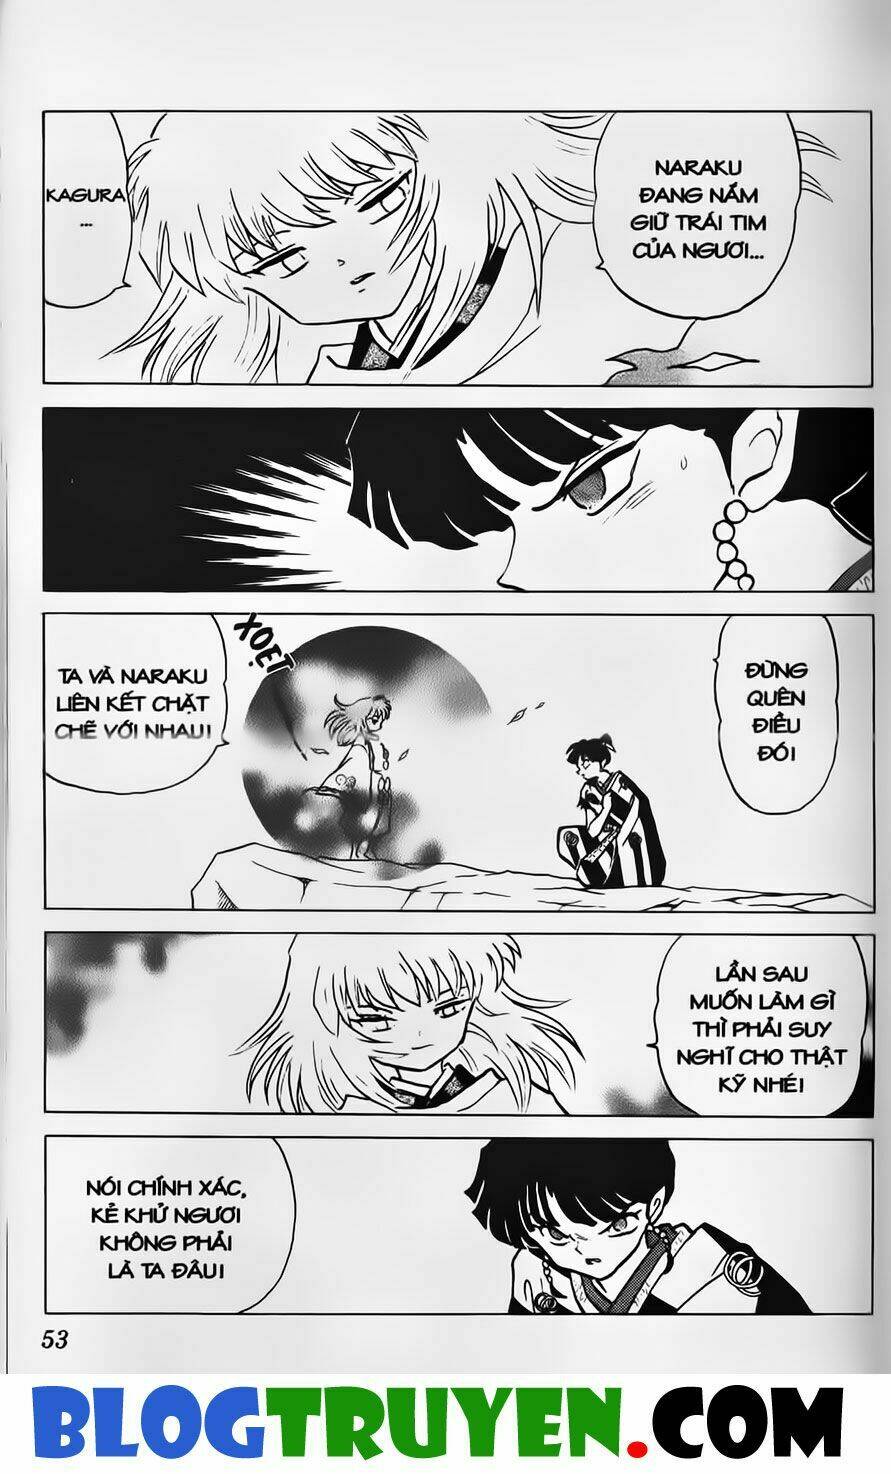 KAGURA
...
NARAKU
ĐANG NẮM
GIỮ TRÁI TIM
CỦA NGƯƠI...
TA VÀ NARAKU
LIÊN KẾT CHẶT
CHẼ VỚI NHAU!
XOẸT
ĐỪNG
QUÊN
ĐIỀU
ĐÓ!
LẦN SAU
MUỐN LÀM GÌ
THÌ PHẢI SUY
NGHĨ CHO THẬT
KỸ NHÉ!
NÓI CHÍNH XÁC,
KẺ KHỬ NGƯƠI
KHÔNG PHẢI
LÀ TA ĐÂU!
53
BLOGTRUYEN.COM